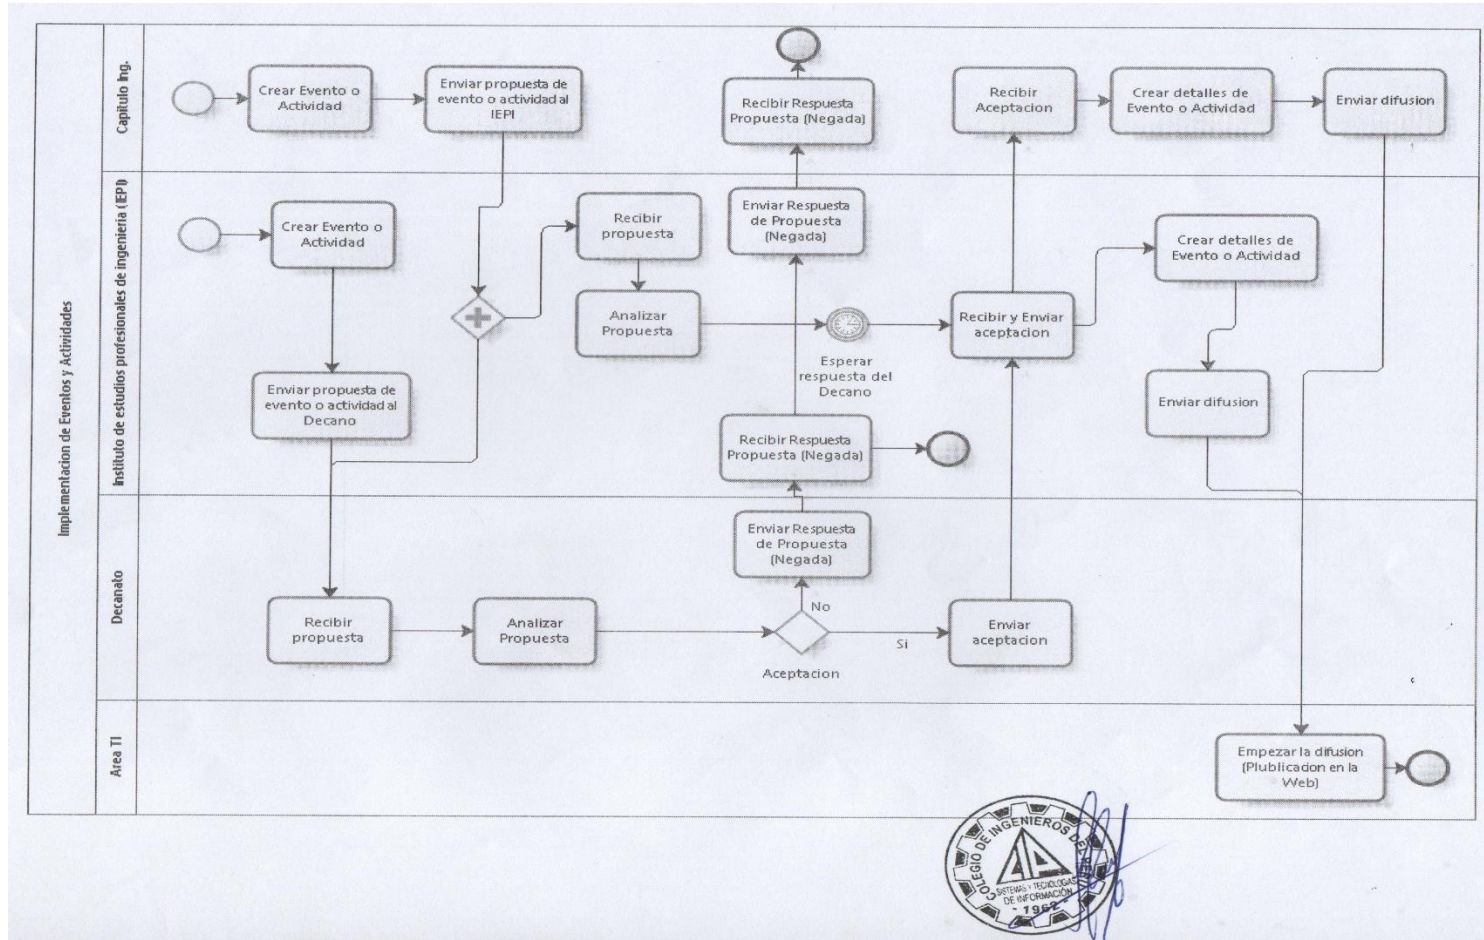 Implementacion de Eventos y Actividades
Capitulo Ing.
Crear Evento o
Actividad
Enviar propuesta de
evento o actividad al
IEPI
Recibir Respuesta
Propuesta (Negada)
Recibir
Aceptacion
Crear detalles de
Evento o Actividad
Enviar difusion
Instituto de estudios profesionales de ingenieria (IEPI)
Crear Evento o
Actividad
Enviar propuesta de
evento o actividad al
Decano
Recibir
propuesta
Analizar
Propuesta
Enviar Respuesta
de Propuesta
(Negada)
Esperar
respuesta del
Decano
Recibir Respuesta
Propuesta (Negada)
Recibir y Enviar
aceptacion
Crear detalles de
Evento o Actividad
Enviar difusion
Decanato
Recibir
propuesta
Analizar
Propuesta
Enviar Respuesta
de Propuesta
(Negada)
No
Si
Aceptacion
Enviar
aceptacion
Area TI
Empezar la difusion
(Plublicacion en la
Web)
COLEGIO DE INGENIEROS DEL PERU
SISTEMAS Y TECNOLOGIAS
DE INFORMACIÓN
- 1962 -